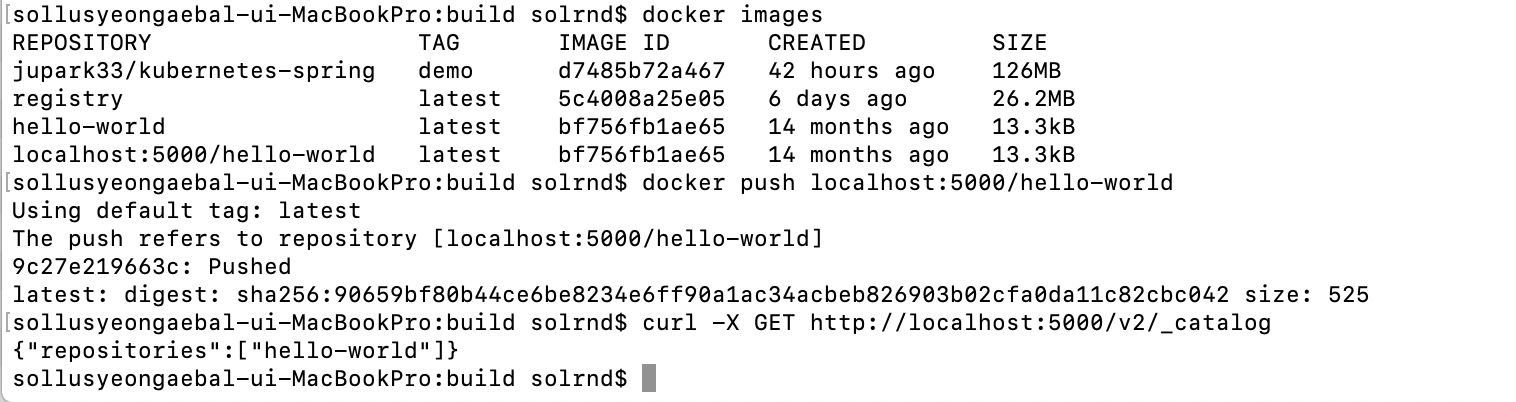 [sollusyeongaebal-ui-MacBookPro:build solrnd$ docker images
REPOSITORY TAG IMAGE ID CREATED SIZE
jupark33/kubernetes-spring demo d7485b72a467 42 hours ago 126MB
registry latest 5c4008a25e05 6 days ago 26.2MB
hello-world latest bf756fb1ae65 14 months ago 13.3kB
localhost:5000/hello-world latest bf756fb1ae65 14 months ago 13.3kB
[sollusyeongaebal-ui-MacBookPro:build solrnd$ docker push localhost:5000/hello-world
Using default tag: latest
The push refers to repository [localhost:5000/hello-world]
9c27e219663c: Pushed
latest: digest: sha256:90659bf80b44ce6be8234e6ff90a1ac34acbeb826903b02cfa0da11c82cbc042 size: 525
[sollusyeongaebal-ui-MacBookPro:build solrnd$ curl -X GET http://localhost:5000/v2/_catalog
{"repositories":["hello-world"]}
sollusyeongaebal-ui-MacBookPro:build solrnd$